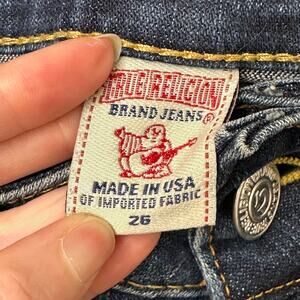 TRUE RELIGION
BRAND JEANS®
MADE IN USA
OF IMPORTED FABRIC
26